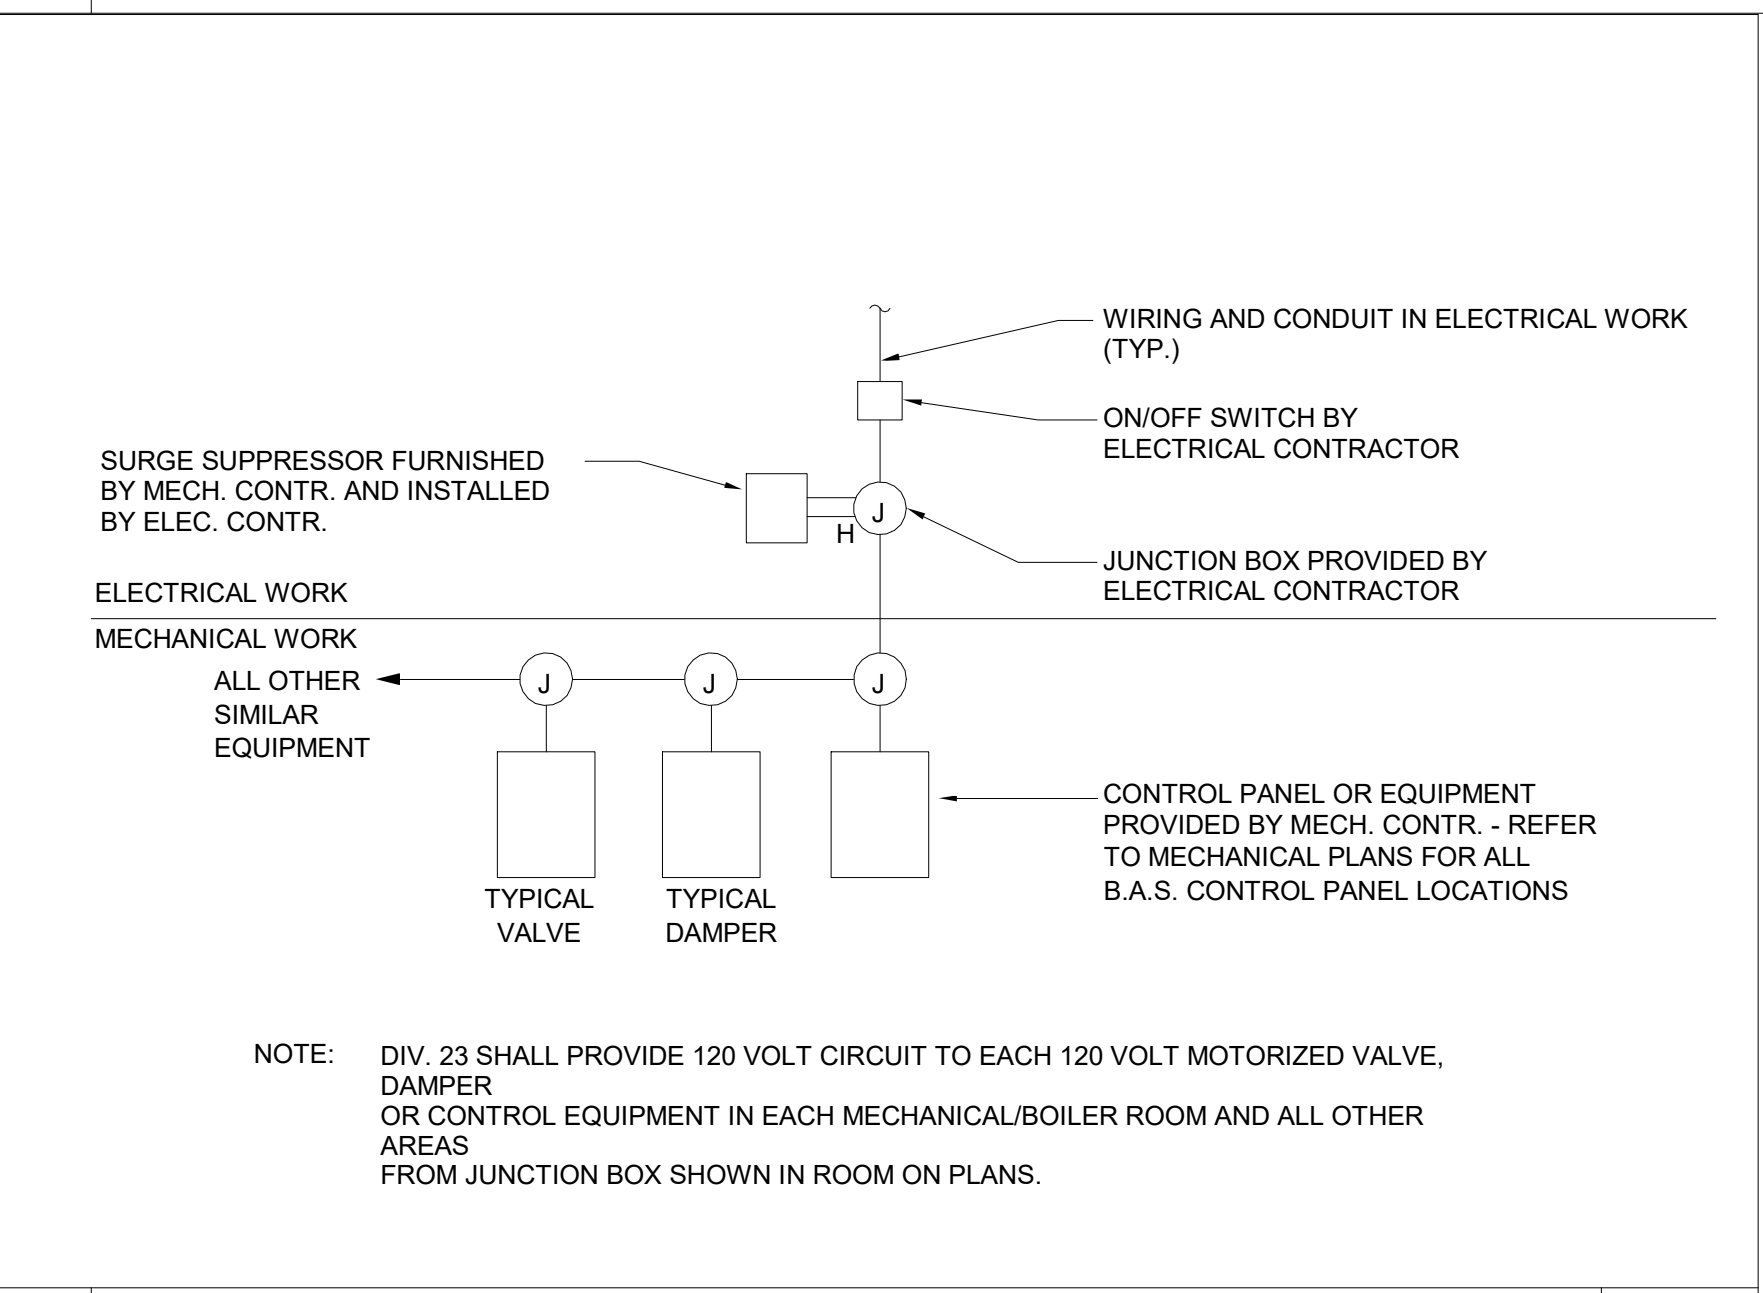 WIRING AND CONDUIT IN ELECTRICAL WORK
(TYP.)
ON/OFF SWITCH BY
ELECTRICAL CONTRACTOR
SURGE SUPPRESSOR FURNISHED
BY MECH. CONTR. AND INSTALLED
BY ELEC. CONTR.
J
H
JUNCTION BOX PROVIDED BY
ELECTRICAL CONTRACTOR
ELECTRICAL WORK
MECHANICAL WORK
ALL OTHER
SIMILAR
EQUIPMENT
J
J
J
CONTROL PANEL OR EQUIPMENT
PROVIDED BY MECH. CONTR. - REFER
TO MECHANICAL PLANS FOR ALL
B.A.S. CONTROL PANEL LOCATIONS
TYPICAL
VALVE
TYPICAL
DAMPER
NOTE: DIV. 23 SHALL PROVIDE 120 VOLT CIRCUIT TO EACH 120 VOLT MOTORIZED VALVE,
DAMPER
OR CONTROL EQUIPMENT IN EACH MECHANICAL/BOILER ROOM AND ALL OTHER
AREAS
FROM JUNCTION BOX SHOWN IN ROOM ON PLANS.